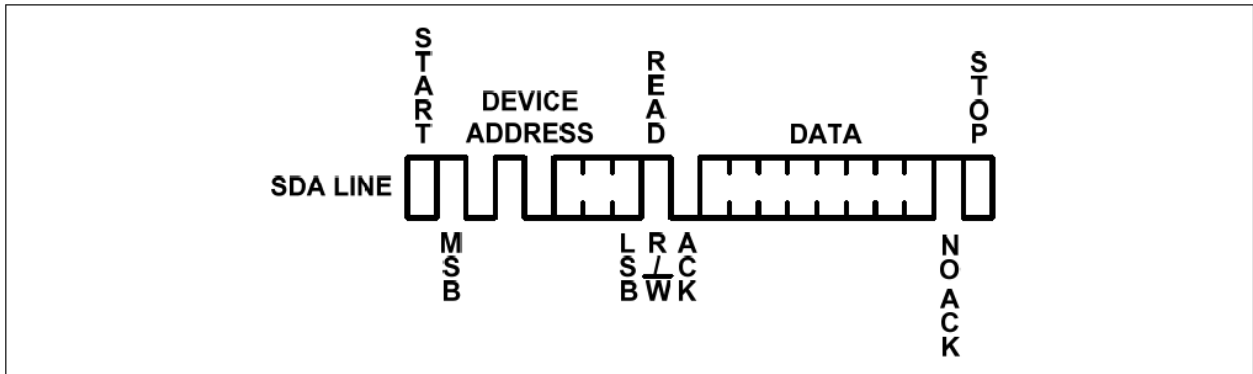 START
DEVICE
ADDRESS
READ
DATA
STOP
SDA LINE
MSB
LSB
R/W
ACK
NO ACK